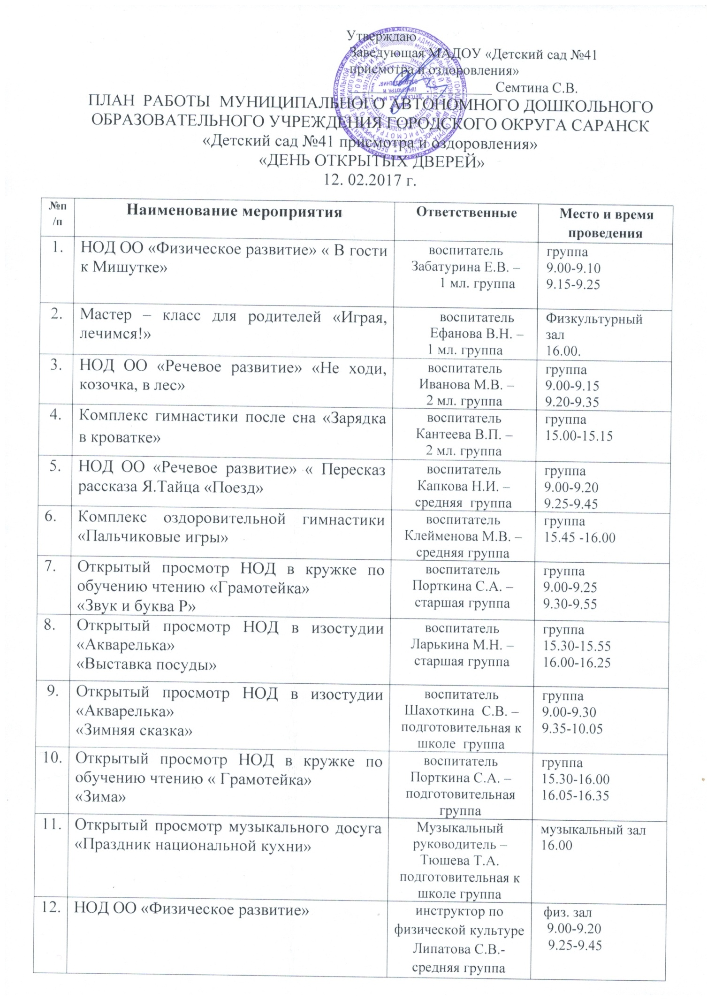 Утверждаю
Заведующая МАДОУ «Детский сад №41
присмотра и оздоровления»
Семтина С.В.
ПЛАН РАБОТЫ МУНИЦИПАЛЬНОГО АВТОНОМНОГО ДОШКОЛЬНОГО
ОБРАЗОВАТЕЛЬНОГО УЧРЕЖДЕНИЯ ГОРОДСКОГО ОКРУГА САРАНСК
«Детский сад №41 присмотра и оздоровления»
«ДЕНЬ ОТКРЫТЫХ ДВЕРЕЙ»
12. 02.2017 г.
№п
/п
Наименование мероприятия
Ответственные
Место и время
проведения
1.
НОД ОО «Физическое развитие» « В гости
к Мишутке»
воспитатель
Забатурина Е.В. –
1 мл. группа
группа
9.00-9.10
9.15-9.25
2.
Мастер – класс для родителей «Играя,
лечимся!»
воспитатель
Ефанова В.Н. –
1 мл. группа
Физкультурный
зал
16.00.
3.
НОД ОО «Речевое развитие» «Не ходи,
козочка, в лес»
воспитатель
Иванова М.В. –
2 мл. группа
группа
9.00-9.15
9.20-9.35
4.
Комплекс гимнастики после сна «Зарядка
в кроватке»
воспитатель
Кантеева В.П. –
2 мл. группа
группа
15.00-15.15
5.
НОД ОО «Речевое развитие» « Пересказ
рассказа Я.Тайца «Поезд»
воспитатель
Капкова Н.И. –
средняя группа
группа
9.00-9.20
9.25-9.45
6.
Комплекс оздоровительной гимнастики
«Пальчиковые игры»
воспитатель
Клейменова М.В. –
средняя группа
группа
15.45 -16.00
7.
Открытый просмотр НОД в кружке по
обучению чтению «Грамотейка»
«Звук и буква Р»
воспитатель
Порткина С.А. –
старшая группа
группа
9.00-9.25
9.30-9.55
8.
Открытый просмотр НОД в изостудии
«Акварелька»
«Выставка посуды»
воспитатель
Ларькина М.Н. –
старшая группа
группа
15.30-15.55
16.00-16.25
9.
Открытый просмотр НОД в изостудии
«Акварелька»
«Зимняя сказка»
воспитатель
Шахоткина С.В. –
подготовительная к
школе группа
группа
9.00-9.30
9.35-10.05
10.
Открытый просмотр НОД в кружке по
обучению чтению « Грамотейка»
«Зима»
воспитатель
Порткина С.А. –
подготовительная
группа
группа
15.30-16.00
16.05-16.35
11.
Открытый просмотр музыкального досуга
«Праздник национальной кухни»
Музыкальный
руководитель –
Тюшева Т.А.
подготовительная к
школе группа
музыкальный зал
16.00
12.
НОД ОО «Физическое развитие»
инструктор по
физической культуре
Липатова С.В.-
средняя группа
физ. зал
9.00-9.20
9.25-9.45